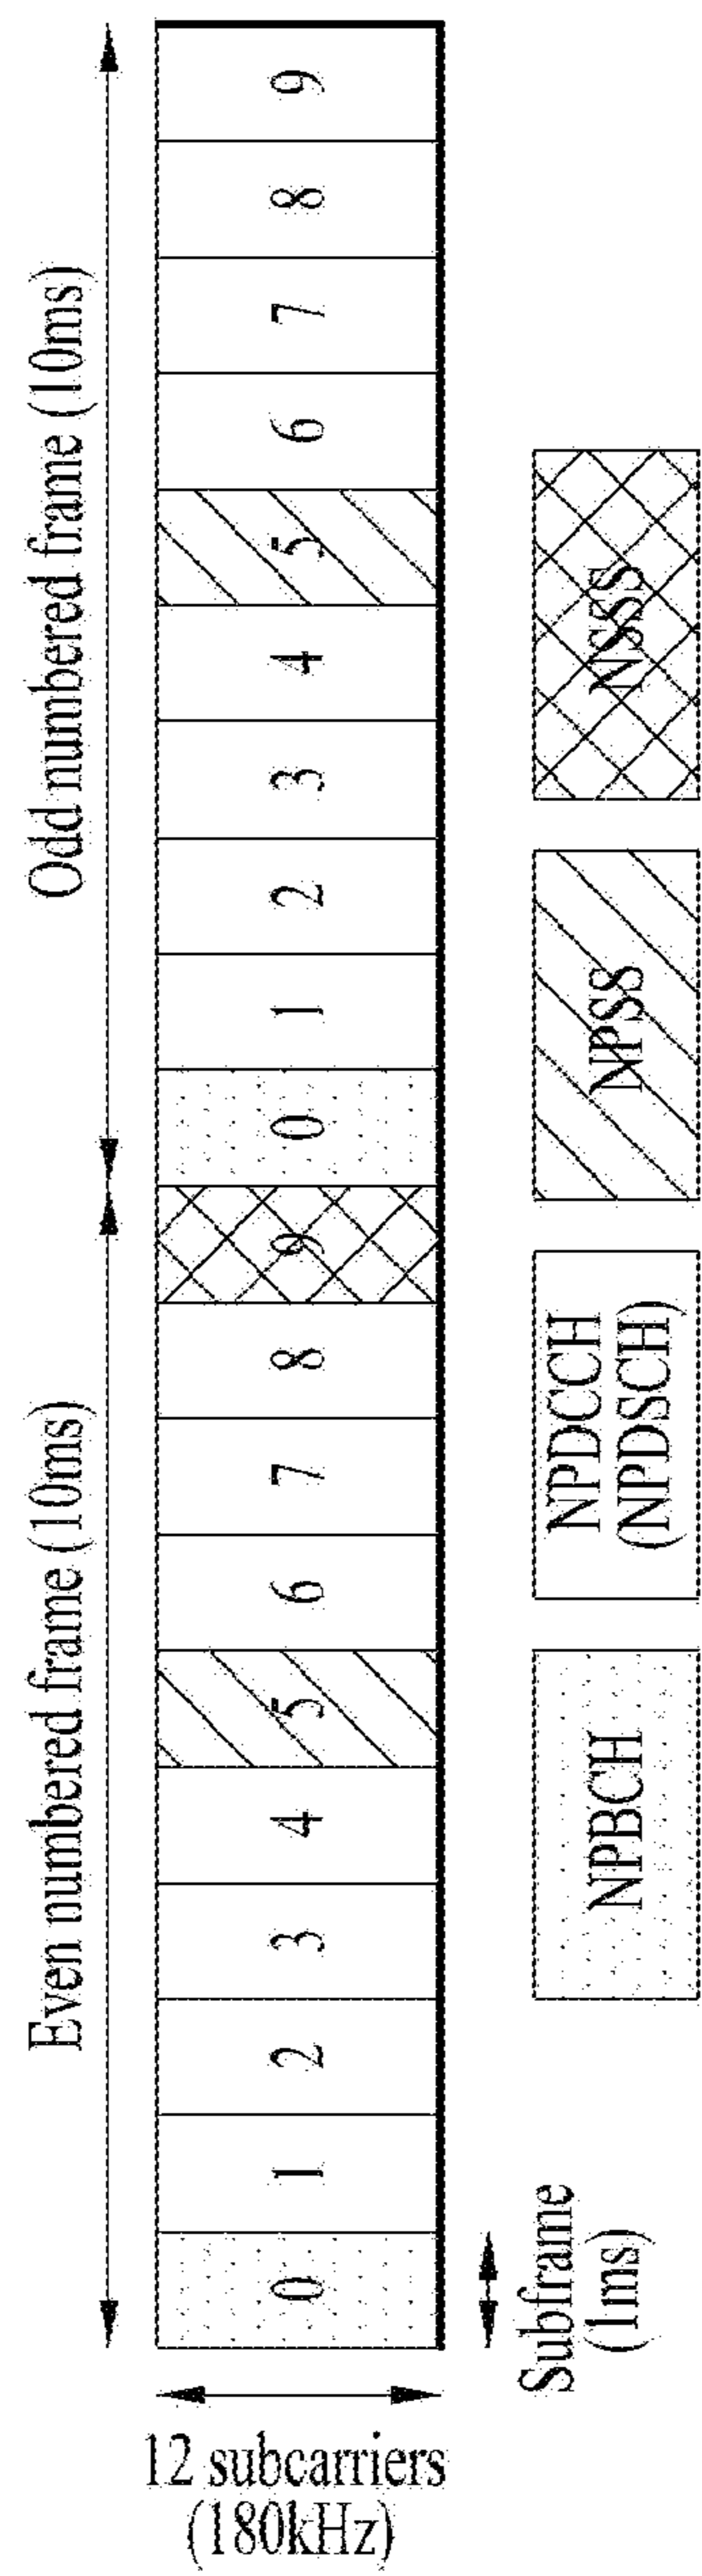 Even numbered frame (10ms)
Odd numbered frame (10ms)
12 subcarriers
(180kHz)
0
1
2
3
4
5
6
7
8
9
0
1
2
3
4
5
6
7
8
9
Subframe
(1ms)
NPBCH
NPDCCH
(NPDSCH)
NPSS
NSSS